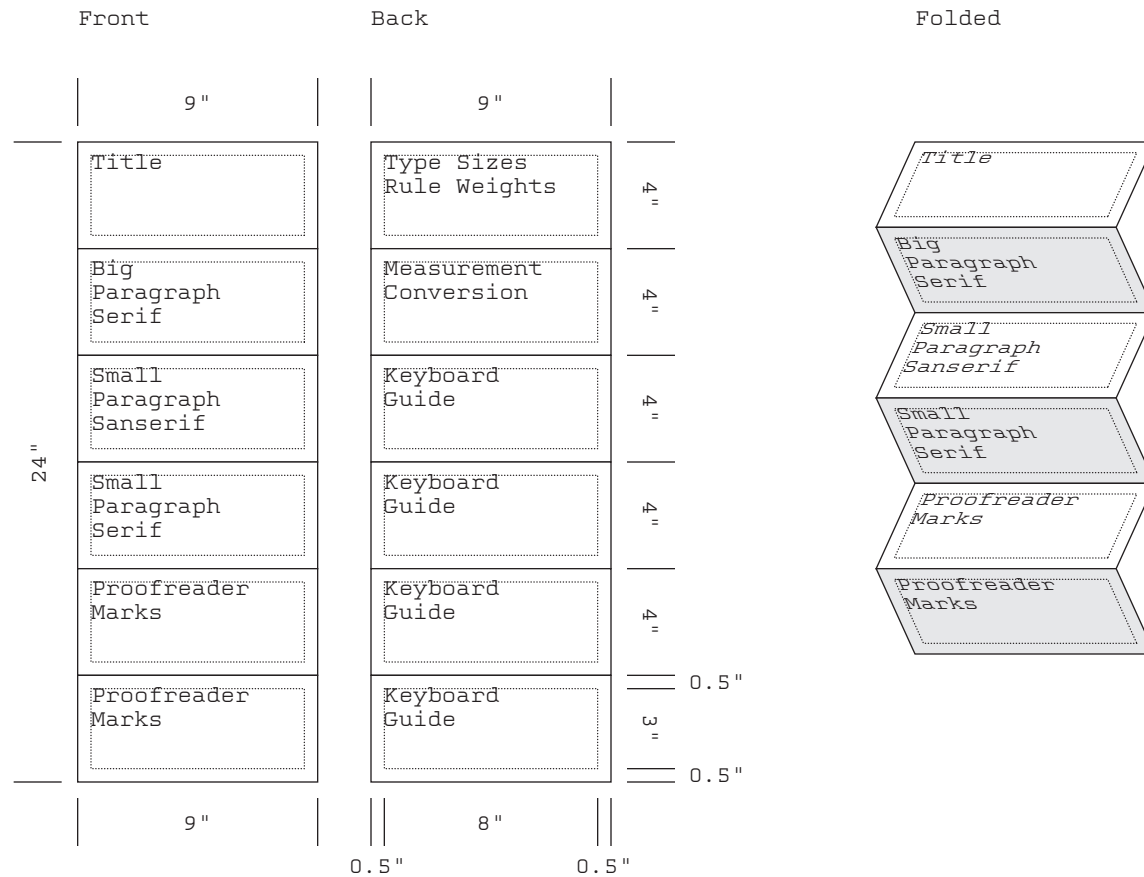 Front
Back
Folded
9"
9"
24"
Title
Big
Paragraph
Serif
Small
Paragraph
Sanserif
Small
Paragraph
Serif
Proofreader
Marks
Proofreader
Marks
9"
Type Sizes
Rule Weights
Measurement
Conversion
Keyboard
Guide
Keyboard
Guide
Keyboard
Guide
Keyboard
Guide
4"
4"
4"
4"
4"
0.5"
3"
0.5"
8"
0.5"
0.5"
Title
Big
Paragraph
Serif
Small
Paragraph
Sanserif
Small
Paragraph
Serif
Proofreader
Marks
Proofreader
Marks